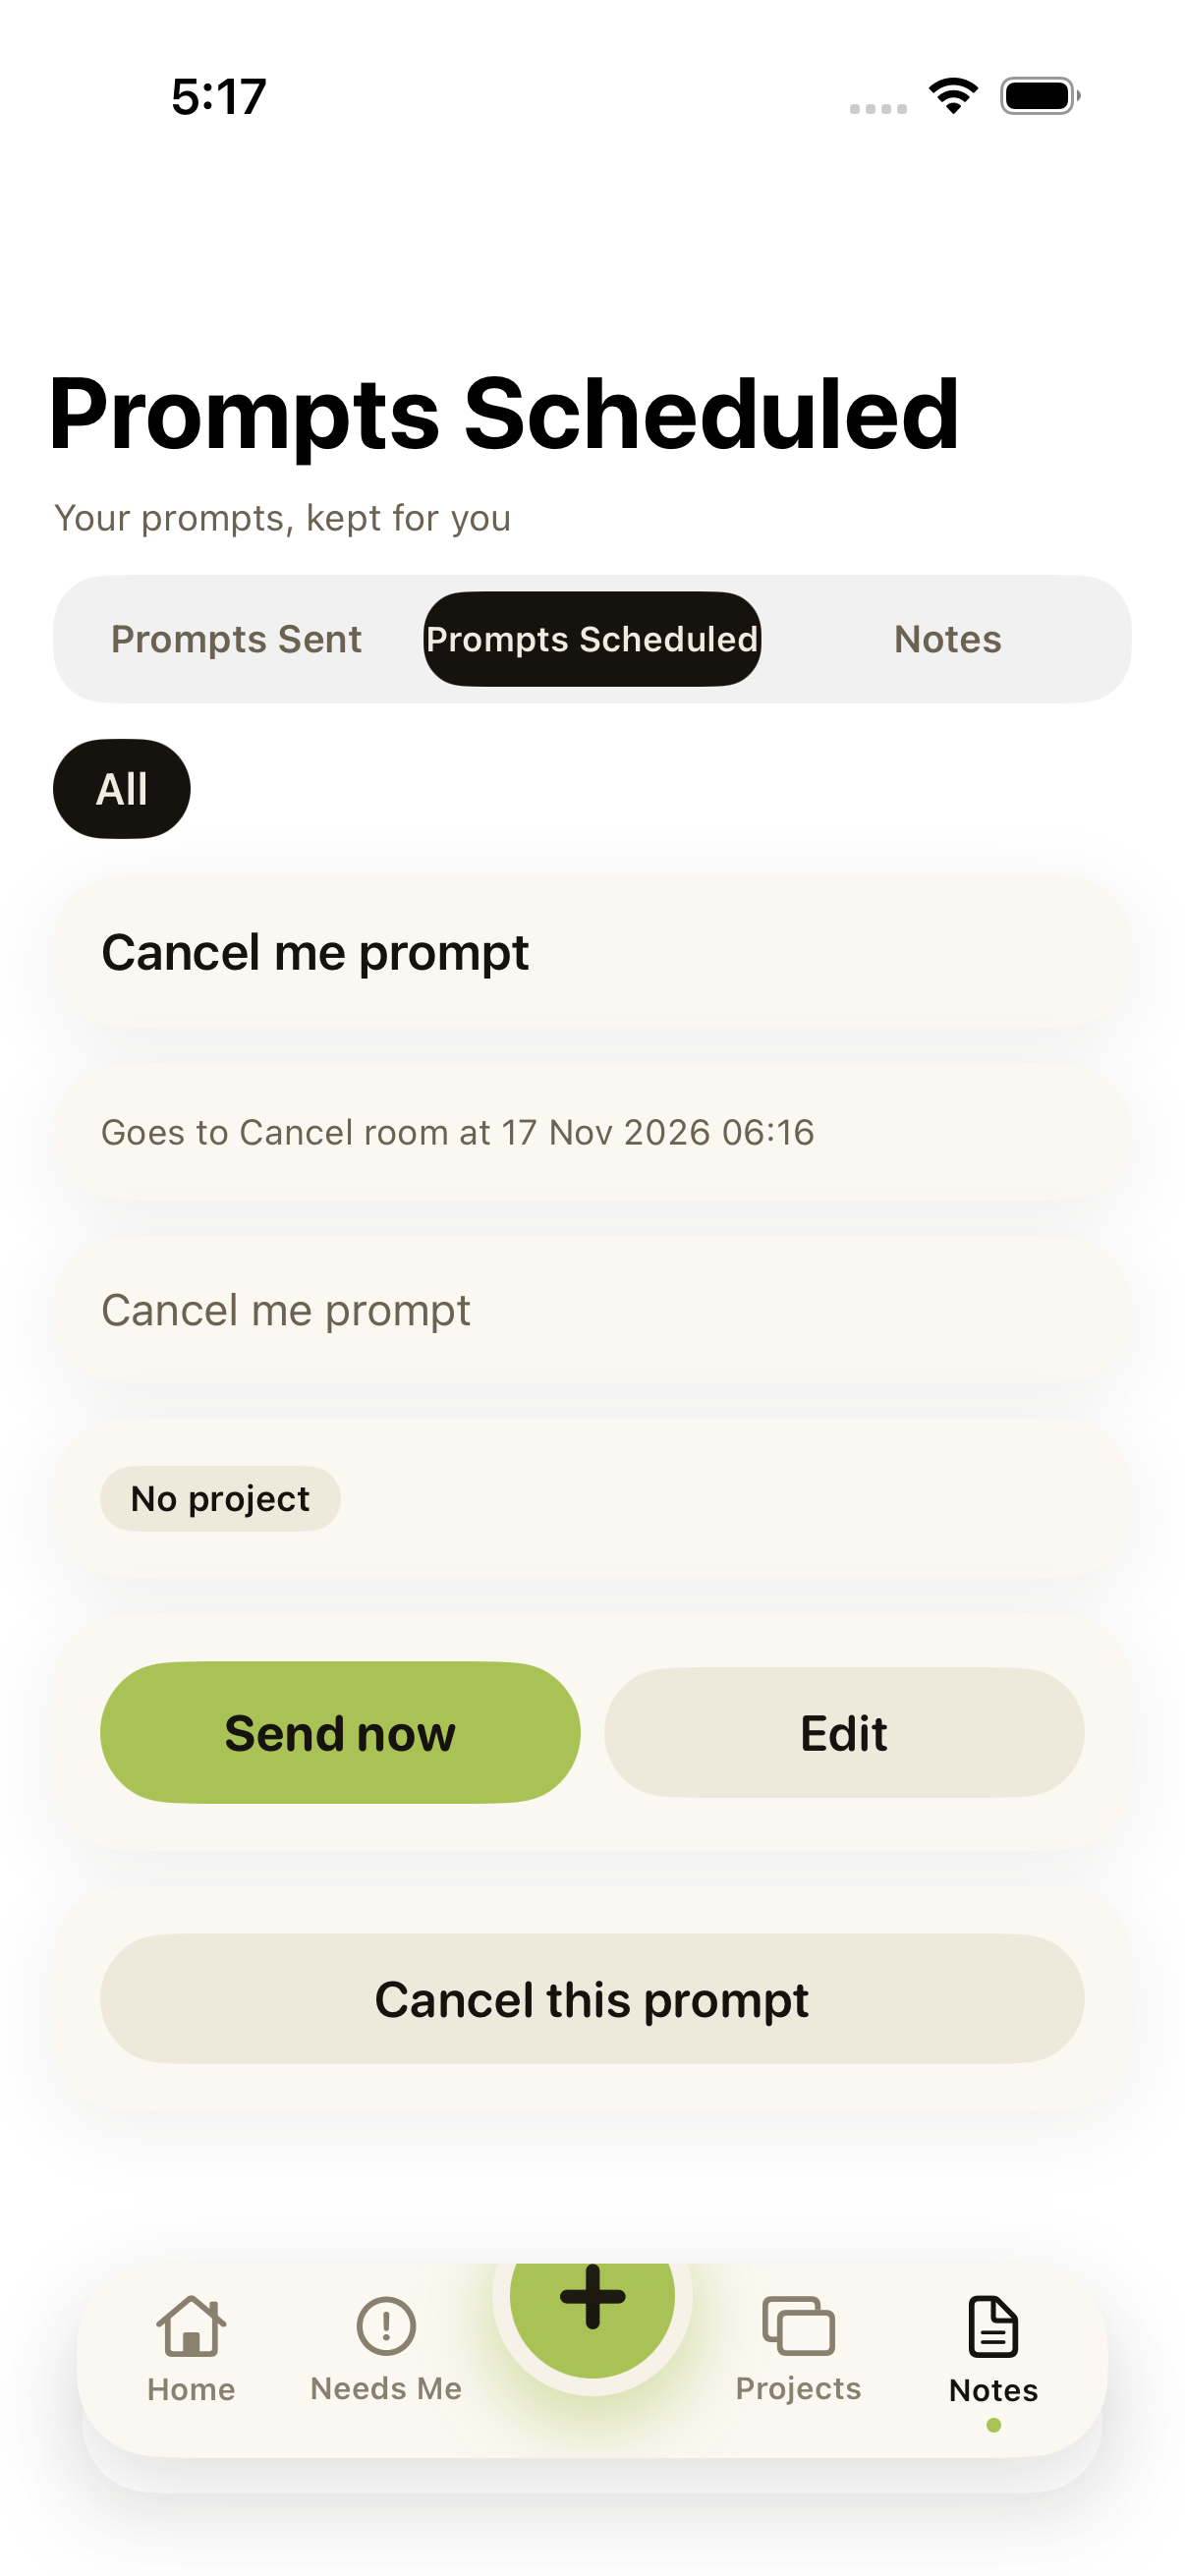 5:17
Prompts Scheduled
Your prompts, kept for you
Prompts Sent
Prompts Scheduled
Notes
All
Cancel me prompt
Goes to Cancel room at 17 Nov 2026 06:16
Cancel me prompt
No project
Send now
Edit
Cancel this prompt
Home
Needs Me
Projects
Notes